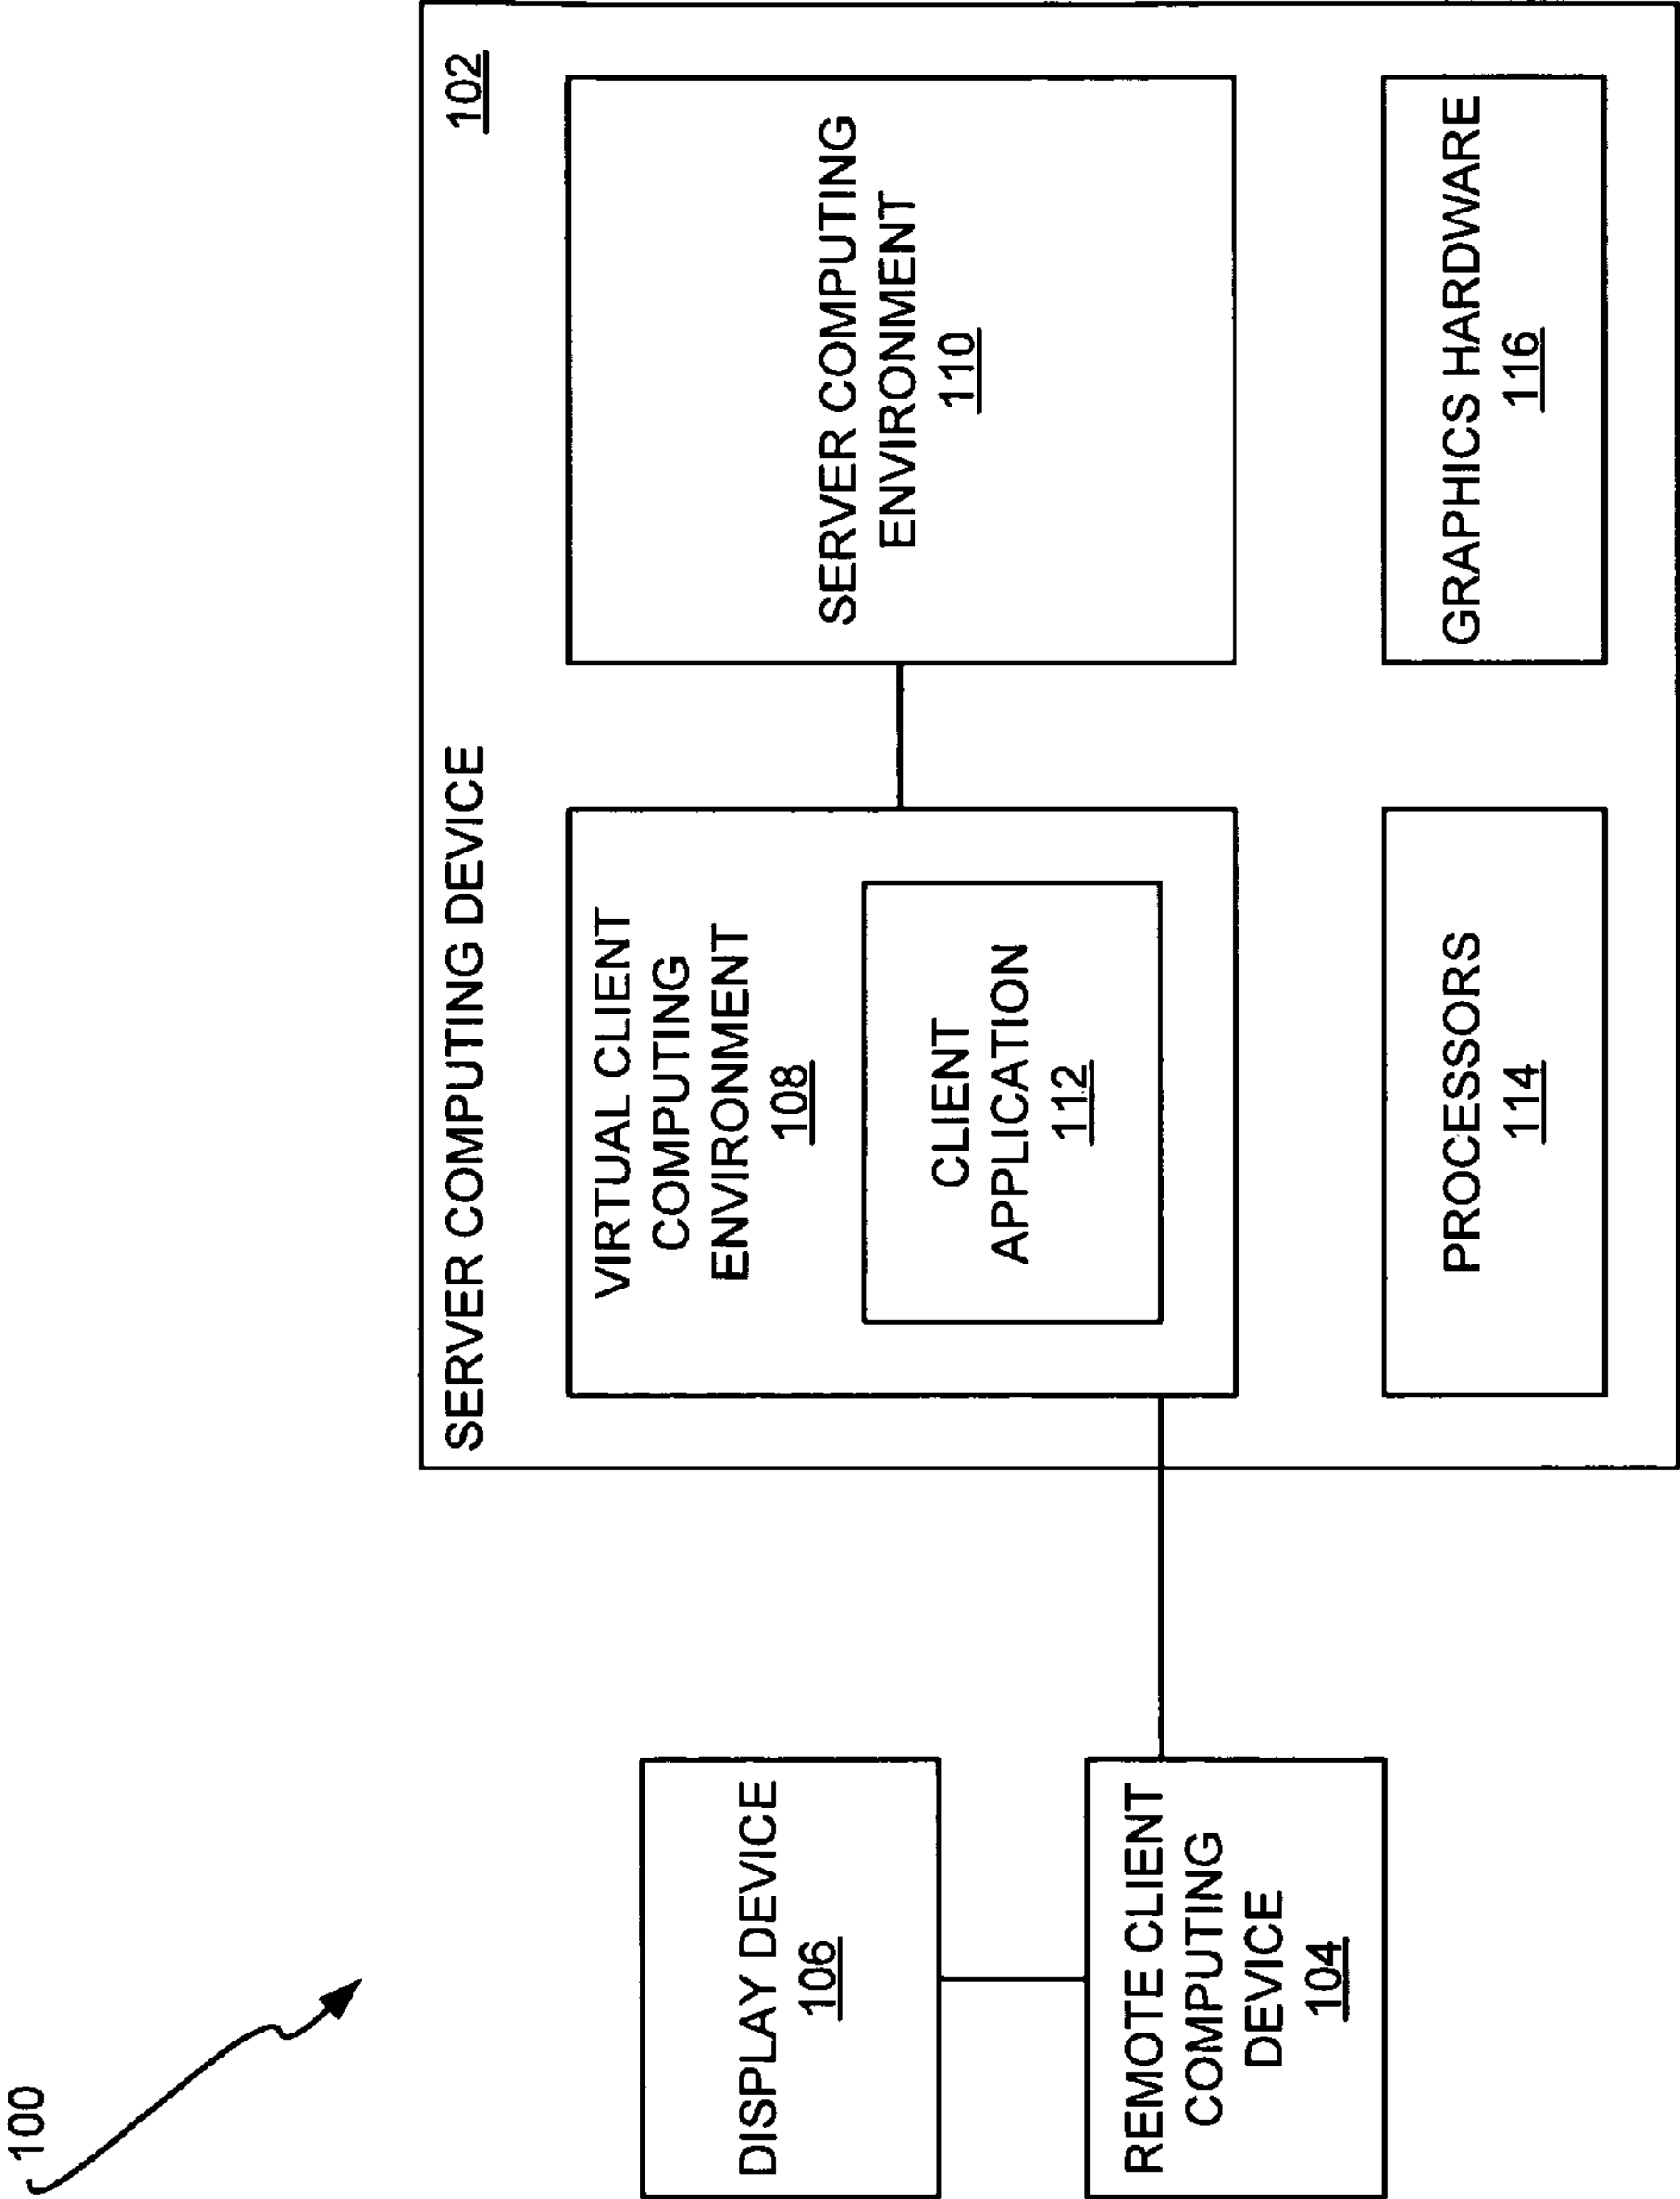 100
SERVER COMPUTING DEVICE
102
DISPLAY DEVICE
106
REMOTE CLIENT
COMPUTING
DEVICE
104
VIRTUAL CLIENT
COMPUTING
ENVIRONMENT
108
CLIENT
APPLICATION
112
SERVER COMPUTING
ENVIRONMENT
110
PROCESSORS
114
GRAPHICS HARDWARE
116